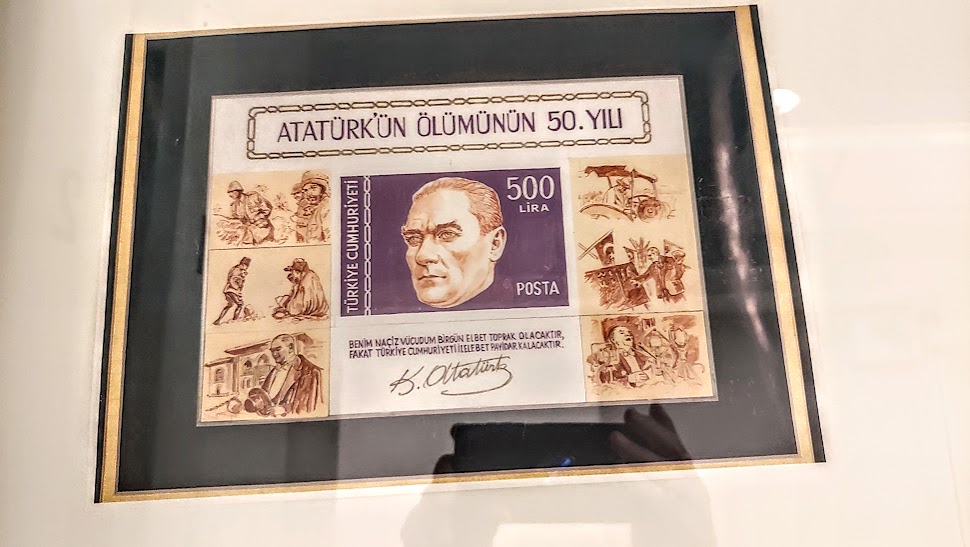 ATATÜRK'ÜN ÖLÜMÜNÜN 50. YILI
TÜRKİYE CUMHURİYETİ
500
LİRA
POSTA
BENİM NAÇİZ VÜCUDUM BİRGÜN ELBET TOPRAK OLACAKTIR,
FAKAT TÜRKİYE CUMHURİYETİ İLELEBET PAYİDAR KALACAKTIR.
K. Atatürk